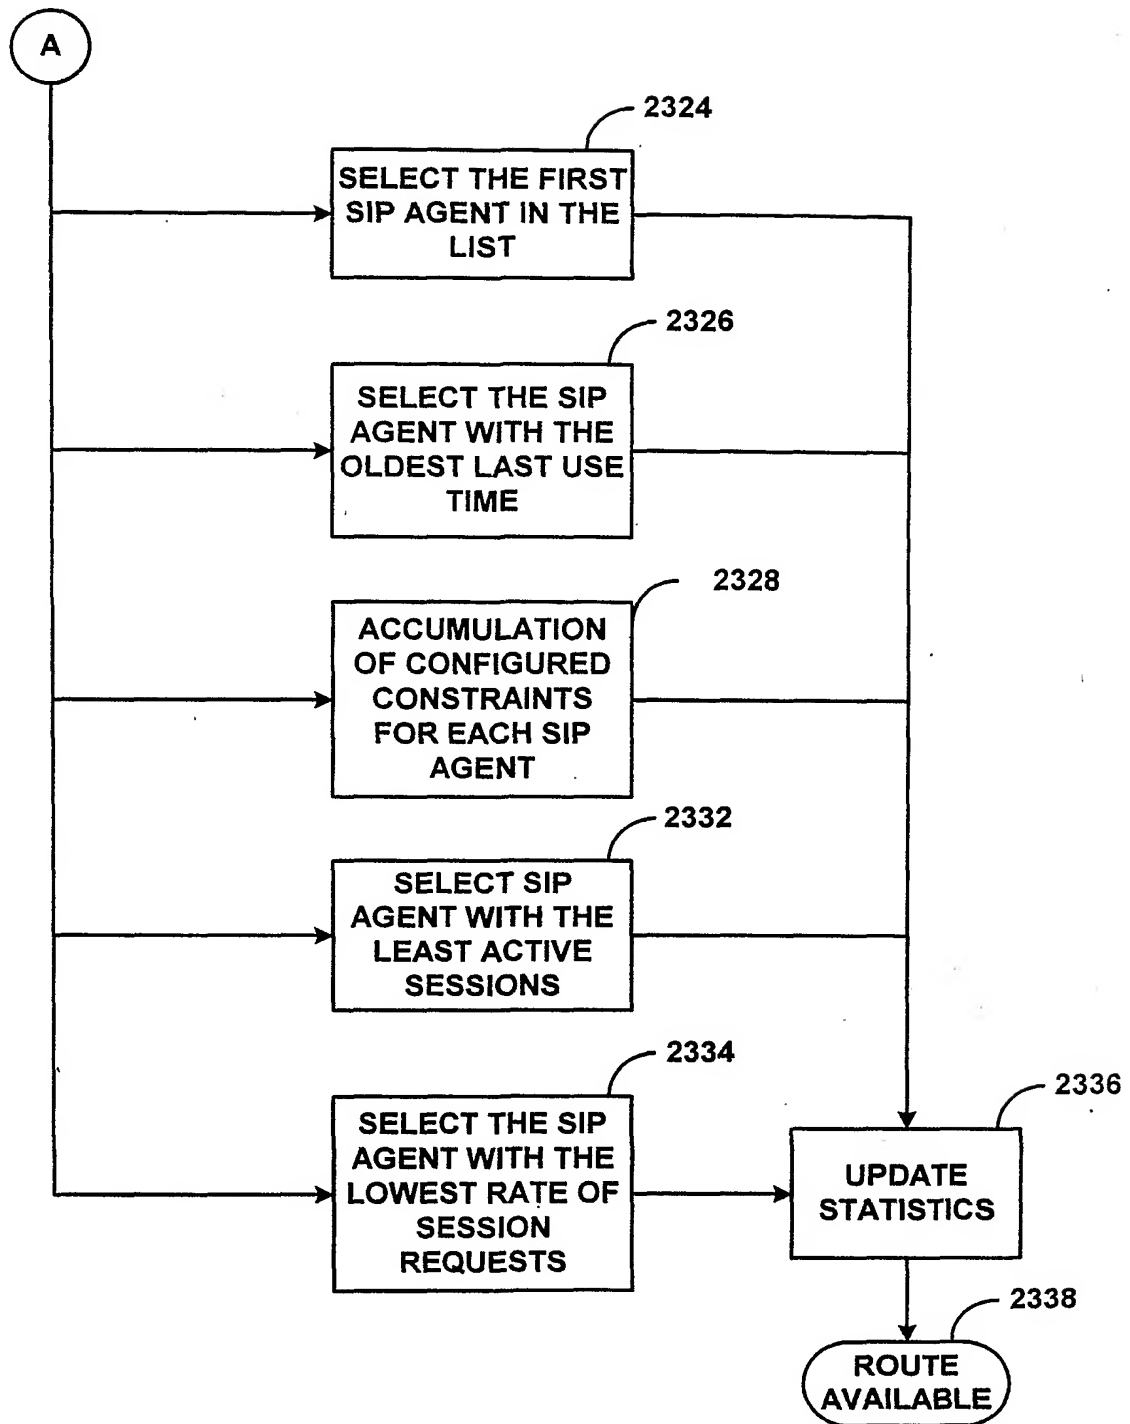 A
2324
SELECT THE FIRST
SIP AGENT IN THE
LIST
2326
SELECT THE SIP
AGENT WITH THE
OLDEST LAST USE
TIME
2328
ACCUMULATION
OF CONFIGURED
CONSTRAINTS
FOR EACH SIP
AGENT
2332
SELECT SIP
AGENT WITH THE
LEAST ACTIVE
SESSIONS
2334
SELECT THE SIP
AGENT WITH THE
LOWEST RATE OF
SESSION
REQUESTS
2336
UPDATE
STATISTICS
2338
ROUTE
AVAILABLE